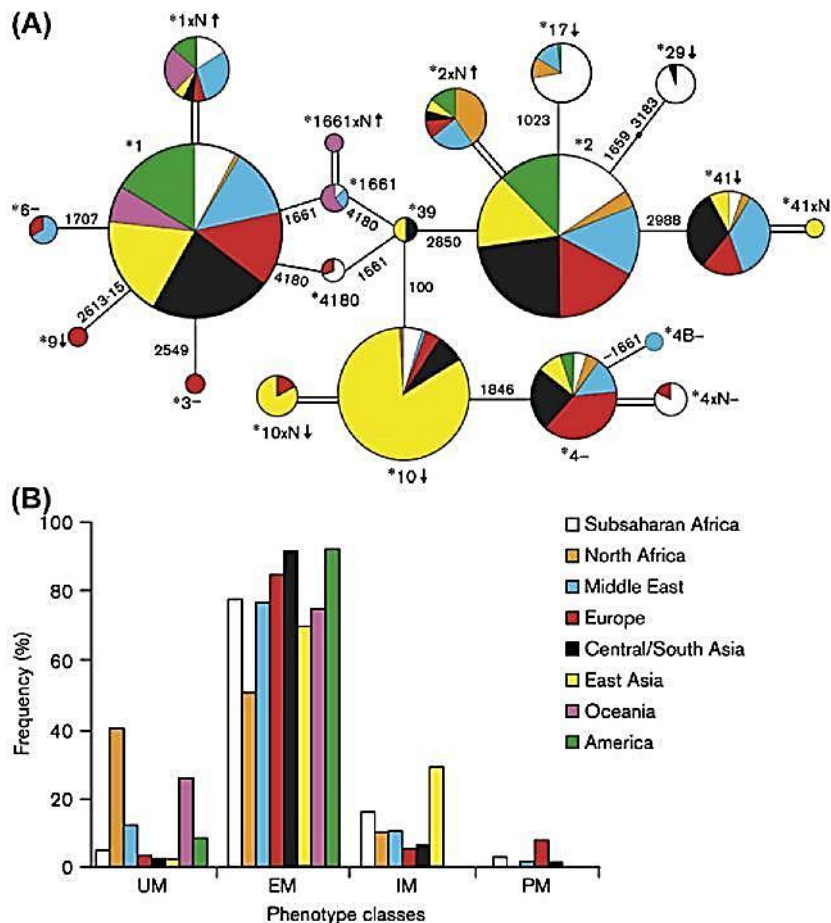 (A)
*1xN↑
*17↓
*29↓
*2xN↑
*1661xN↑
1023
1659
3183
*1
*2
*1661
*41↓
*6–
1707
1661
4180
*39
2850
2988
*41xN
4180
1661
*4180
2613-15
100
*9↓
2549
–1661
*4B–
*3–
1846
*4xN–
*10xN↓
*10↓
*4–
(B)
100
80
60
40
20
0
Frequency (%)
UM
EM
IM
PM
Phenotype classes
Subsaharan Africa
North Africa
Middle East
Europe
Central/South Asia
East Asia
Oceania
America